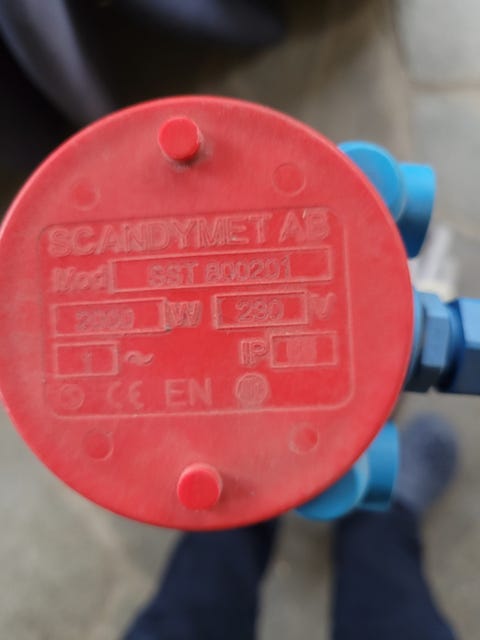 SCANDYMET AB
Mod SST 800201
W 230 V
1 ~ IP
CE EN